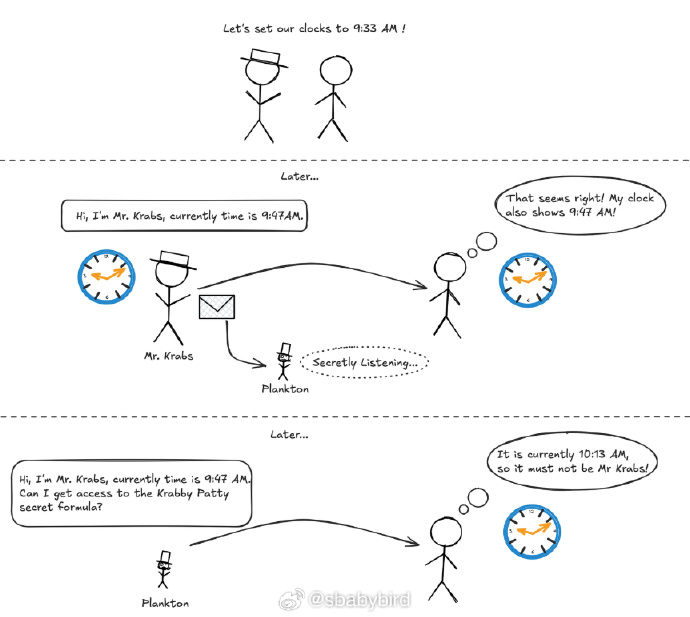 Let's set our clocks to 9:33 AM !
Later...
Hi, I'm Mr. Krabs, currently time is 9:47AM.
That seems right! My clock
also shows 9:47 AM!
Mr. Krabs
Secretly Listening...
Plankton
Later...
Hi, I'm Mr. Krabs, currently time is 9:47 AM.
Can I get access to the Krabby Patty
secret formula?
It is currently 10:13 AM,
so it must not be Mr Krabs!
Plankton
@sbabybird